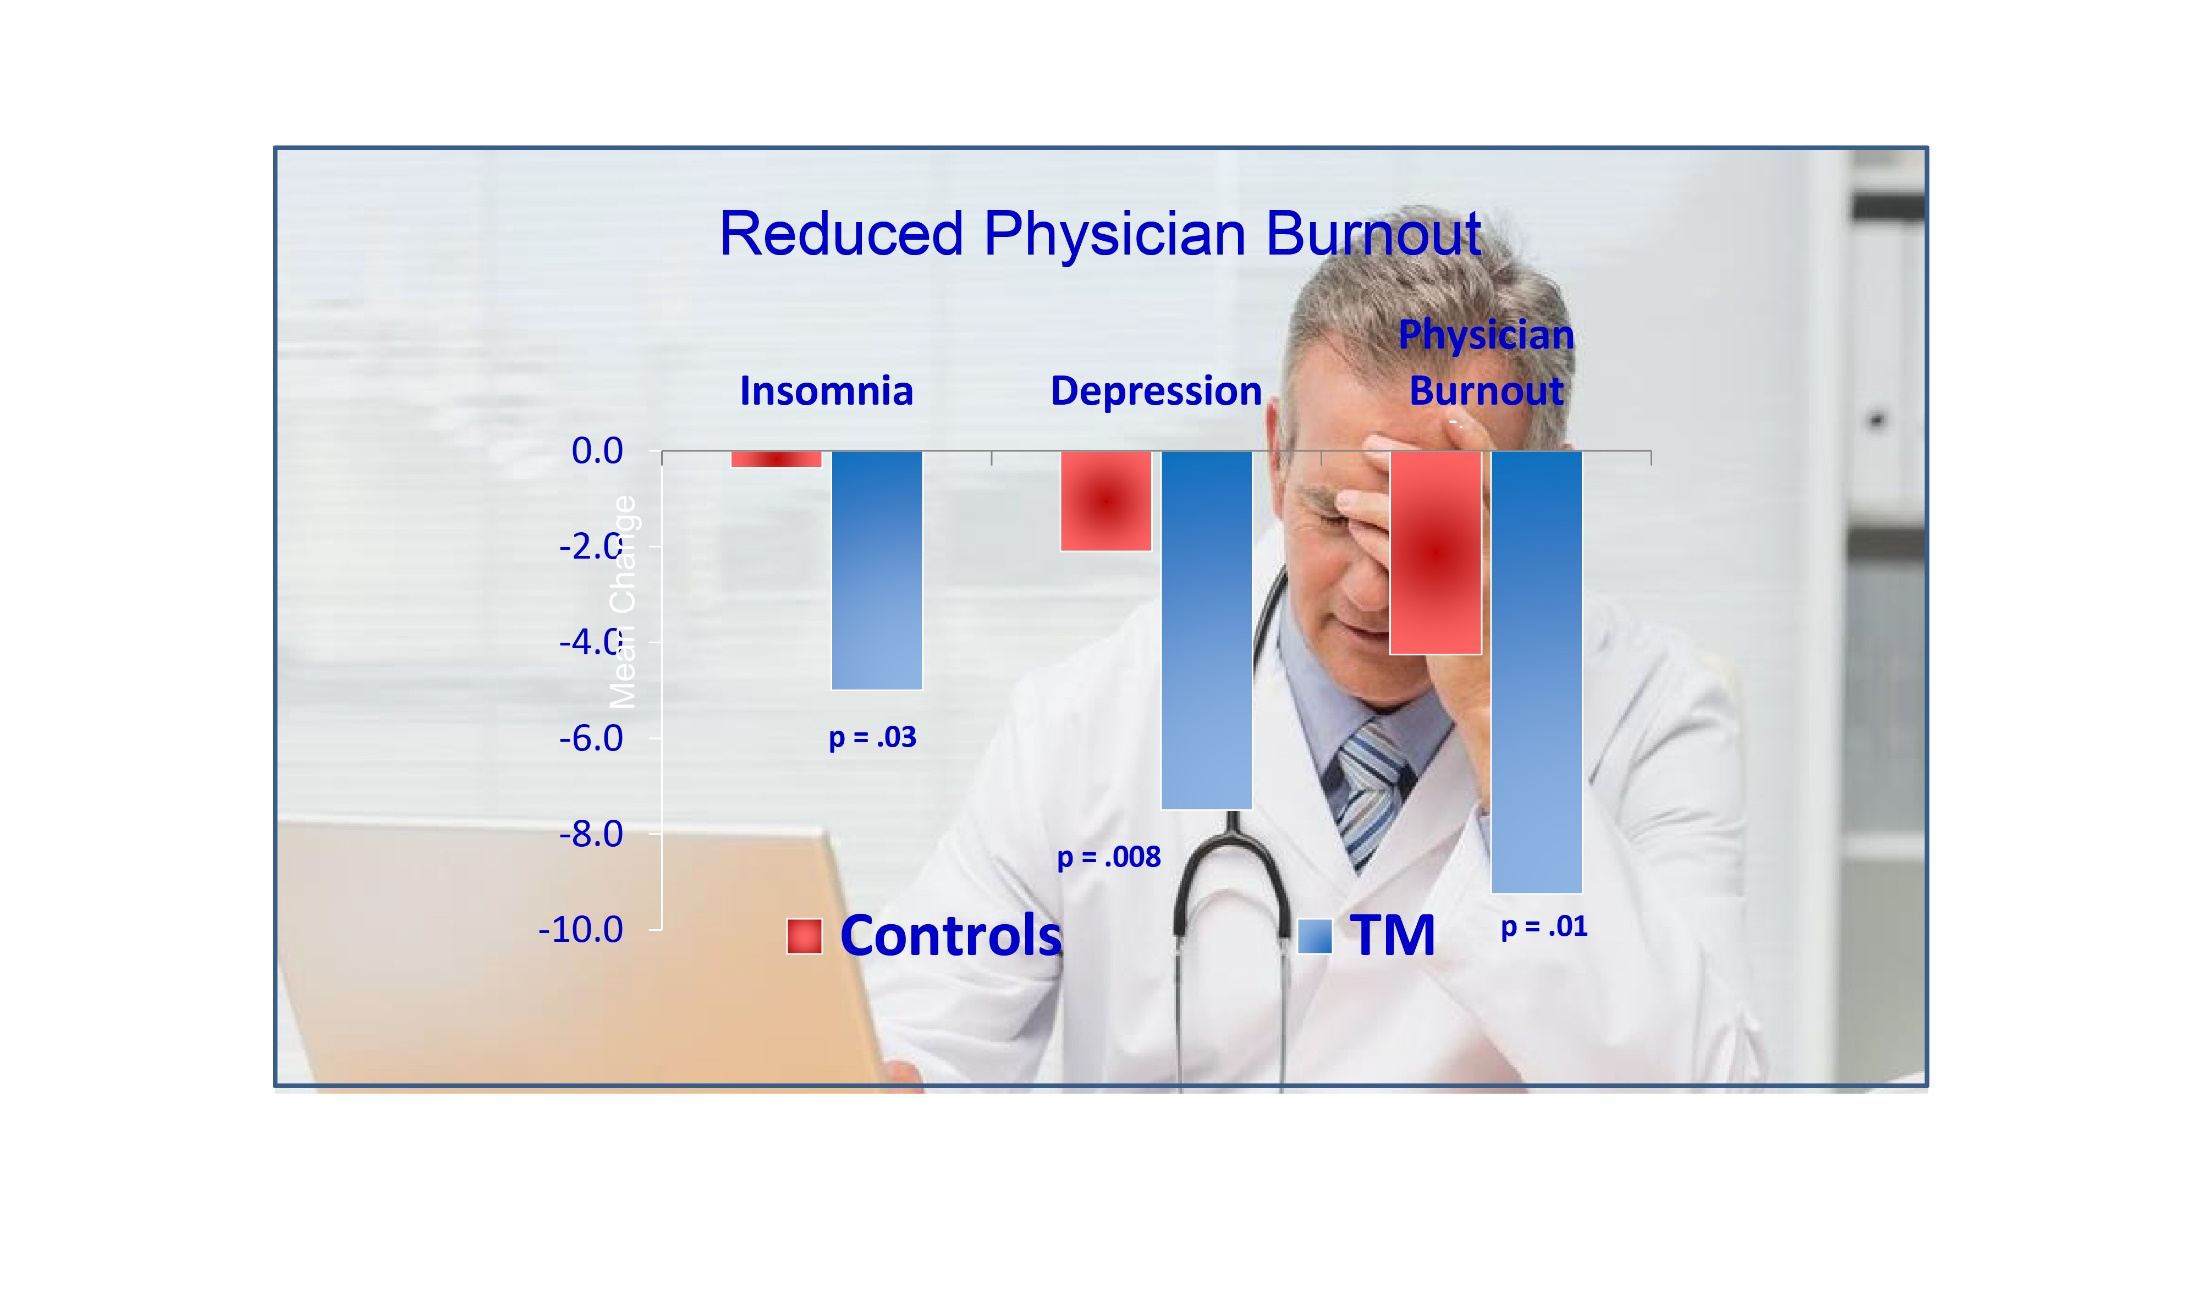 Reduced Physician Burnout
Insomnia
Depression
Physician
Burnout
0.0
-2.0
-4.0
-6.0
-8.0
-10.0
Mean Change
p = .03
p = .008
p = .01
Controls
TM